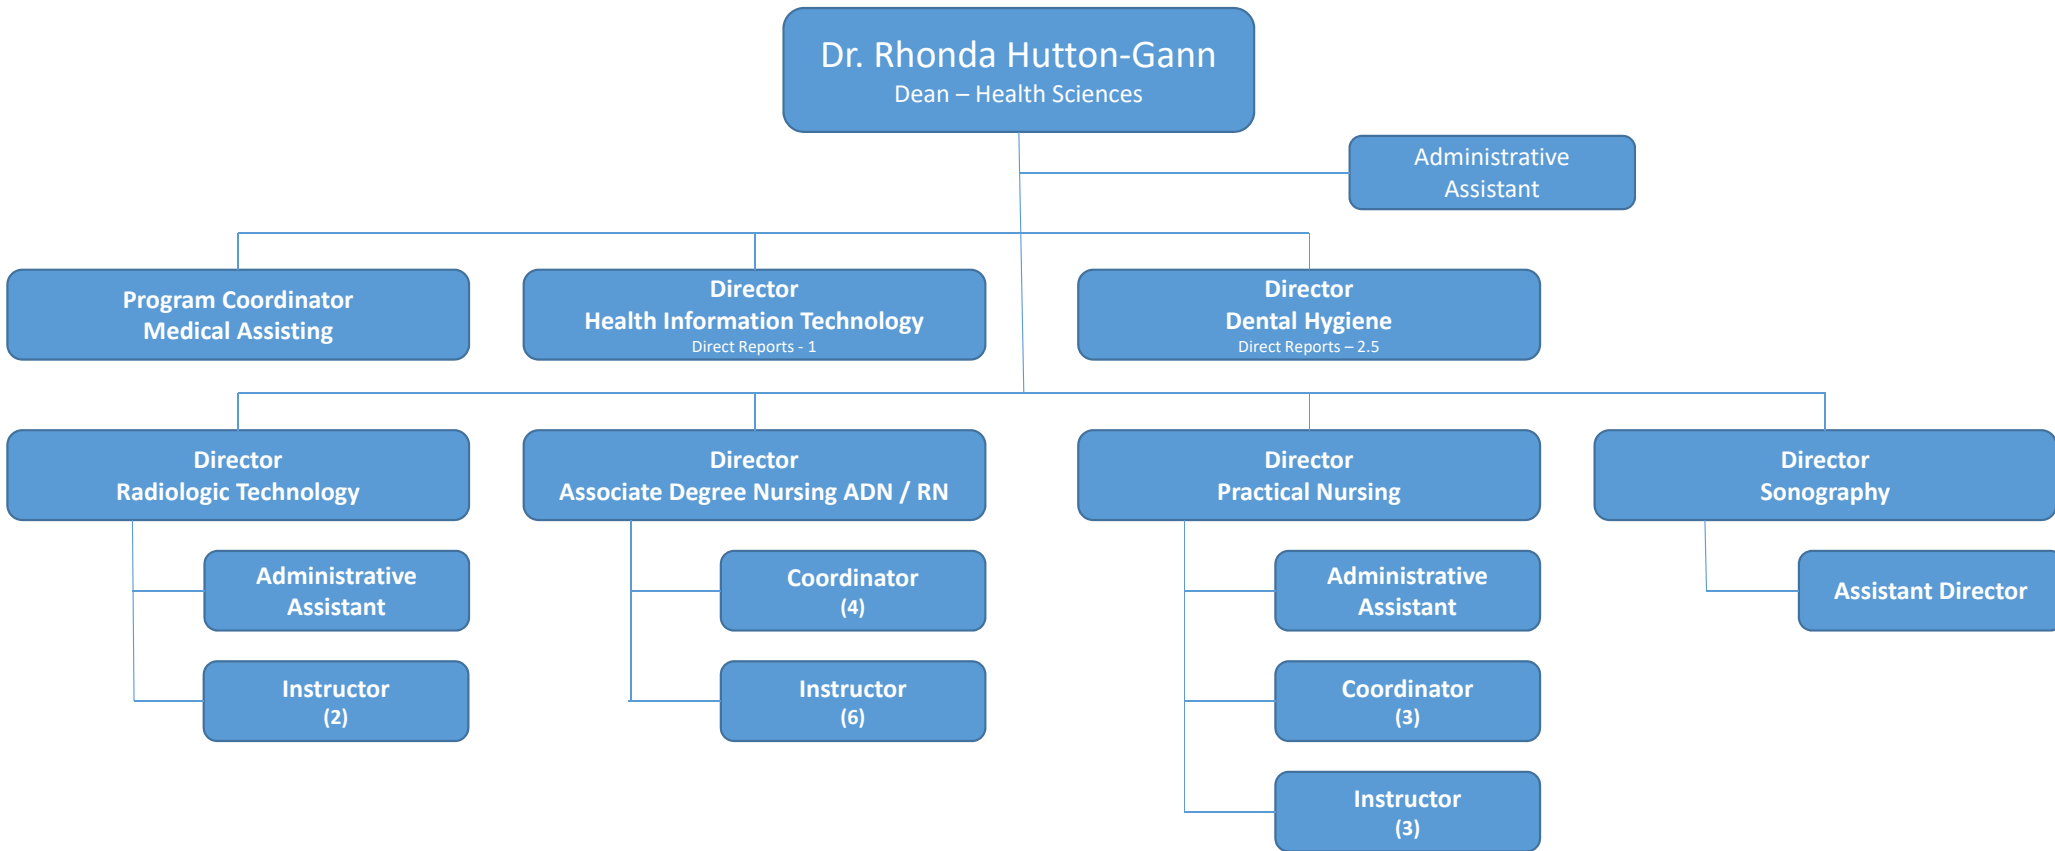 Dr. Rhonda Hutton-Gann
Dean – Health Sciences
Administrative
Assistant
Program Coordinator
Medical Assisting
Director
Health Information Technology
Direct Reports - 1
Director
Dental Hygiene
Direct Reports – 2.5
Director
Radiologic Technology
Director
Associate Degree Nursing ADN / RN
Director
Practical Nursing
Director
Sonography
Administrative
Assistant
Instructor
(2)
Coordinator
(4)
Instructor
(6)
Administrative
Assistant
Coordinator
(3)
Instructor
(3)
Assistant Director